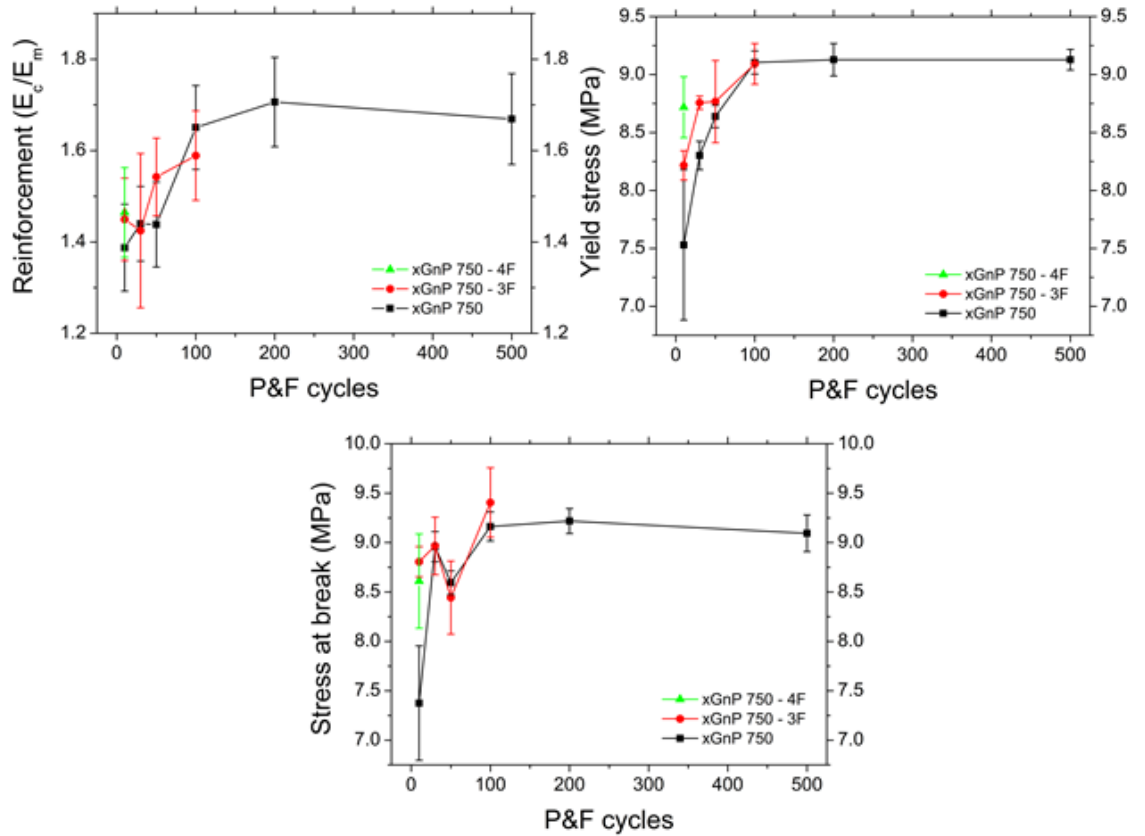 Reinforcement (E_c/E_m)
1.8
1.6
1.4
1.2
1.8
1.6
1.4
1.2
xGnP 750 - 4F
xGnP 750 - 3F
xGnP 750
0 100 200 300 400 500
P&F cycles
Yield stress (MPa)
9.5
9.0
8.5
8.0
7.5
7.0
9.5
9.0
8.5
8.0
7.5
7.0
xGnP 750 - 4F
xGnP 750 - 3F
xGnP 750
0 100 200 300 400 500
P&F cycles
Stress at break (MPa)
10.0
9.5
9.0
8.5
8.0
7.5
7.0
10.0
9.5
9.0
8.5
8.0
7.5
7.0
xGnP 750 - 4F
xGnP 750 - 3F
xGnP 750
0 100 200 300 400 500
P&F cycles